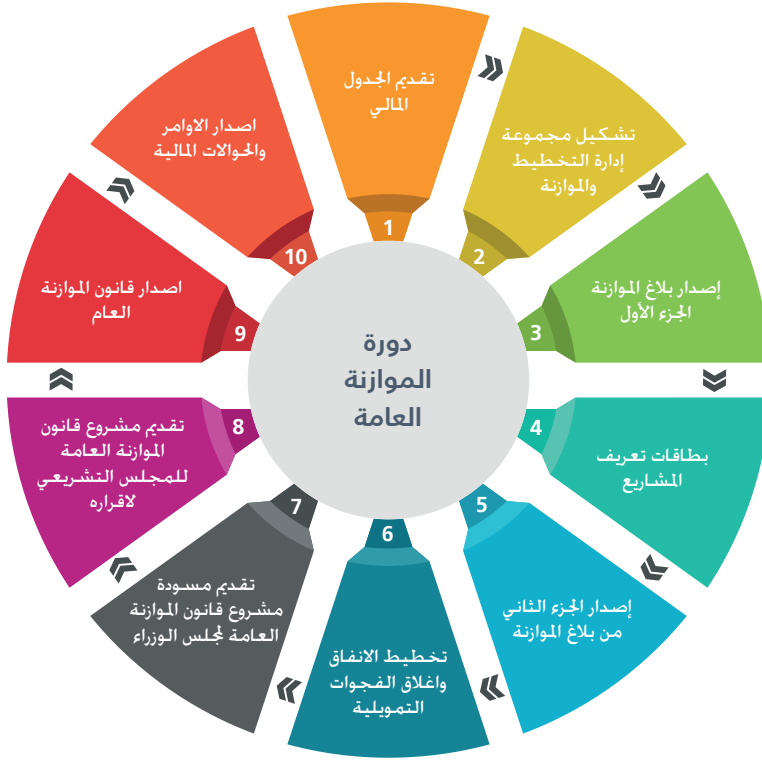 دورة
الموازنة
العامة
1
تقديم الجدول
المالي
2
تشكيل مجموعة
إدارة التخطيط
والموازنة
3
إصدار بلاغ الموازنة
الجزء الأول
4
بطاقات تعريف
المشاريع
5
إصدار الجزء الثاني
من بلاغ الموازنة
6
تخطيط الانفاق
واغلاق الفجوات
التمويلية
7
تقديم مسودة
مشروع قانون الموازنة
العامة لمجلس الوزراء
8
تقديم مشروع قانون
الموازنة العامة
للمجلس التشريعي
لاقراره
9
اصدار قانون الموازنة
العام
10
اصدار الاوامر
والحوالات المالية